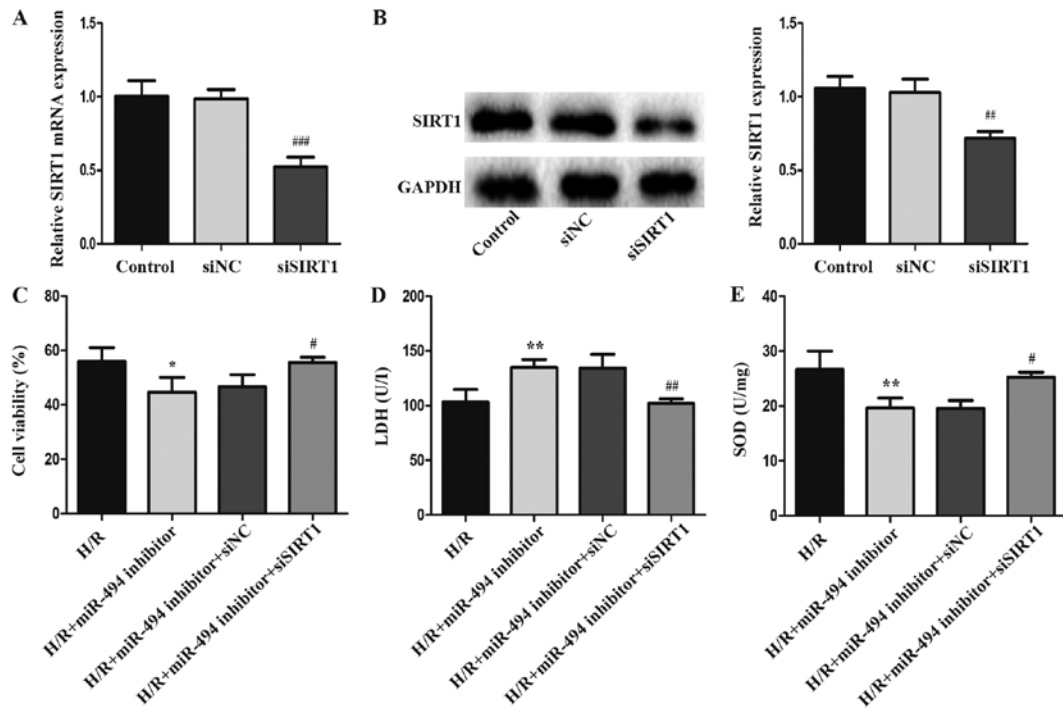 A
Relative SIRT1 mRNA expression
1.5
1.0
0.5
0.0
###
Control
siNC
siSIRT1
B
SIRT1
GAPDH
Control
siNC
siSIRT1
Relative SIRT1 expression
1.5
1.0
0.5
0.0
##
Control
siNC
siSIRT1
C
Cell viability (%)
80
60
40
20
0
*
#
H/R
H/R+miR-494 inhibitor
H/R+miR-494 inhibitor+siNC
H/R+miR-494 inhibitor+siSIRT1
D
LDH (U/l)
200
150
100
50
0
**
##
H/R
H/R+miR-494 inhibitor
H/R+miR-494 inhibitor+siNC
H/R+miR-494 inhibitor+siSIRT1
E
SOD (U/mg)
40
30
20
10
0
**
#
H/R
H/R+miR-494 inhibitor
H/R+miR-494 inhibitor+siNC
H/R+miR-494 inhibitor+siSIRT1